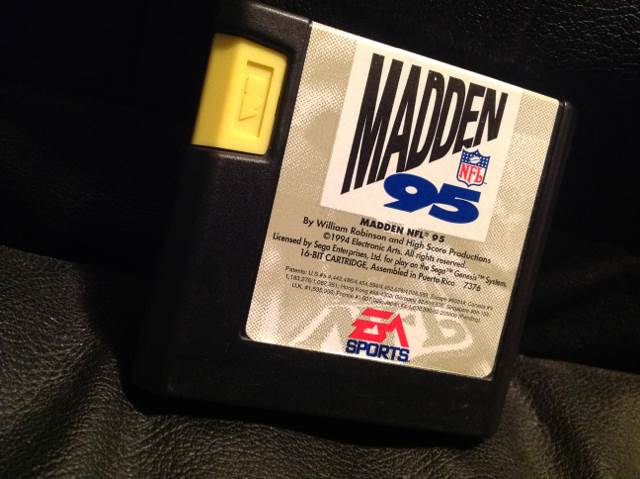 MADDEN
NFL
95
MADDEN NFL® 95
By William Robinson and High Score Productions
©1994 Electronic Arts. All rights reserved.
Licensed by Sega Enterprises, Ltd. for play on the Sega™ Genesis™ System.
16-BIT CARTRIDGE, Assembled in Puerto Rico 7376
EA
SPORTS